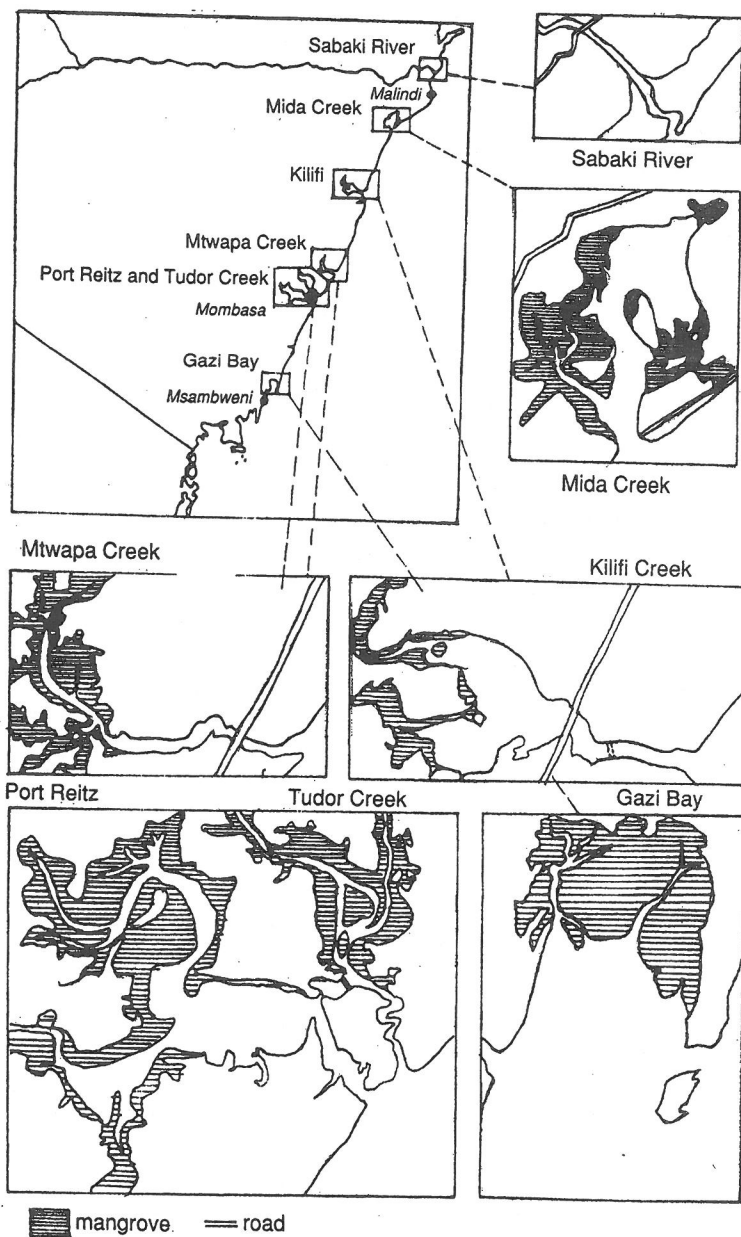 Sabaki River
Malindi
Mida Creek
Kilifi
Mtwapa Creek
Port Reitz and Tudor Creek
Mombasa
Gazi Bay
Msambweni
Sabaki River
Mida Creek
Mtwapa Creek
Kilifi Creek
Port Reitz
Tudor Creek
Gazi Bay
mangrove
road